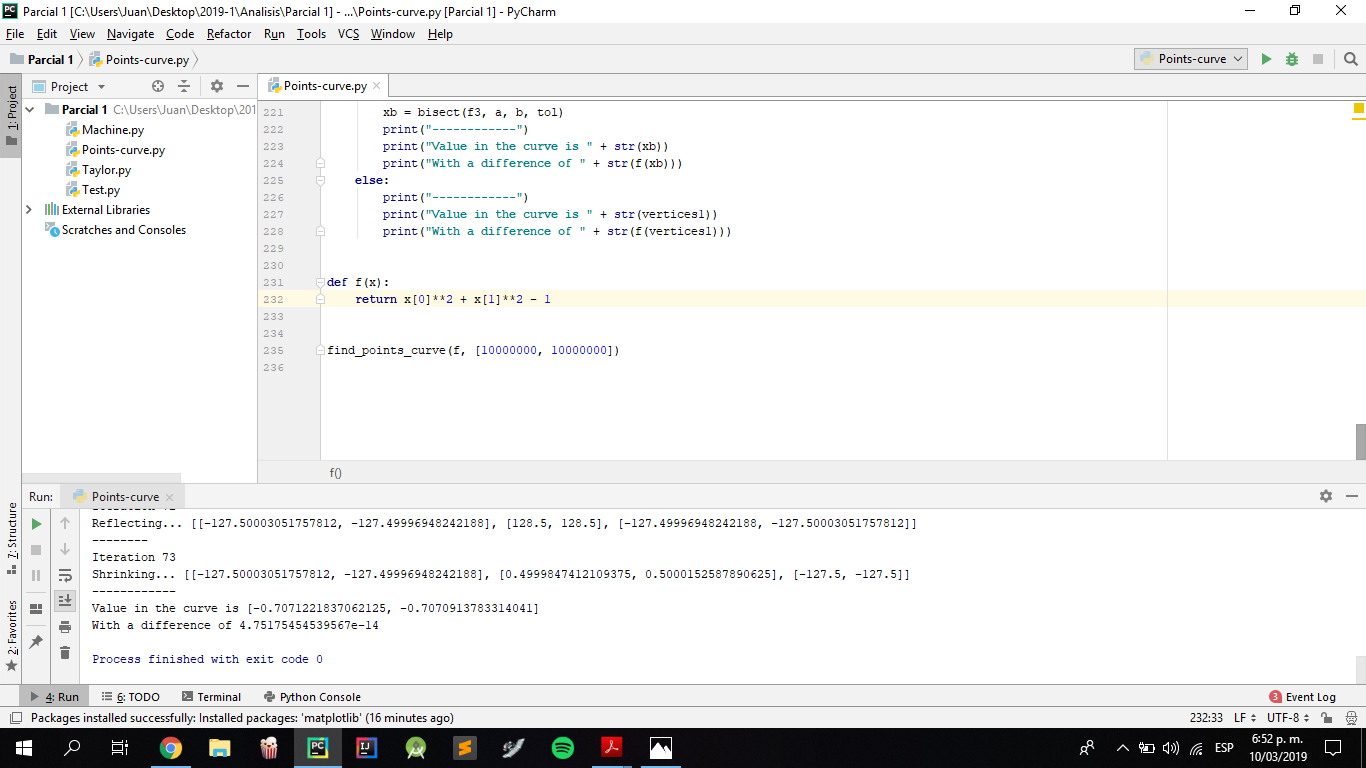 Parcial 1 [C:\Users\Juan\Desktop\2019-1\Analisis\Parcial 1] - ...\Points-curve.py [Parcial 1] - PyCharm
File Edit View Navigate Code Refactor Run Tools VCS Window Help
Parcial 1 Points-curve.py
Points-curve
1: Project
Project
Points-curve.py
Parcial 1 C:\Users\Juan\Desktop\201
Machine.py
Points-curve.py
Taylor.py
Test.py
External Libraries
Scratches and Consoles
221 xb = bisect(f3, a, b, tol)
222 print("------------")
223 print("Value in the curve is " + str(xb))
224 print("With a difference of " + str(f(xb)))
225 else:
226 print("------------")
227 print("Value in the curve is " + str(vertices1))
228 print("With a difference of " + str(f(vertices1)))
229
230
231 def f(x):
232 return x[0]**2 + x[1]**2 - 1
233
234
235 find_points_curve(f, [10000000, 10000000])
236
f()
Run: Points-curve
7: Structure
2: Favorites
Reflecting... [[-127.50003051757812, -127.49996948242188], [128.5, 128.5], [-127.49996948242188, -127.50003051757812]]
--------
Iteration 73
Shrinking... [[-127.50003051757812, -127.49996948242188], [0.4999847412109375, 0.5000152587890625], [-127.5, -127.5]]
------------
Value in the curve is [-0.7071221837062125, -0.7070913783314041]
With a difference of 4.75175454539567e-14
Process finished with exit code 0
4: Run 6: TODO Terminal Python Console 3 Event Log
Packages installed successfully: Installed packages: 'matplotlib' (16 minutes ago) 232:33 LF UTF-8
ESP
6:52 p. m.
10/03/2019